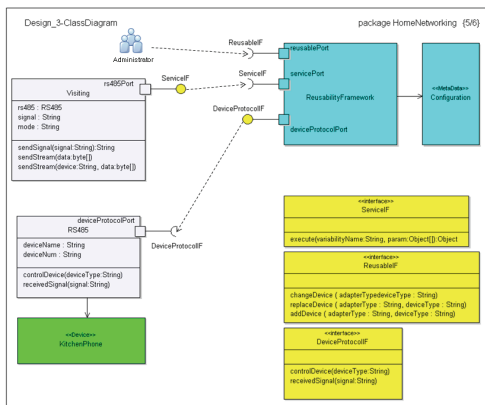 Design_3-ClassDiagram
package HomeNetworking {5/6}
Administrator
ReusableIF
reusablePort
rs485Port
Visiting
ServiceIF
ServiceIF
servicePort
ReusabilityFramework
<<MetaData>>
Configuration
rs485 : RS485
signal : String
mode : String
DeviceProtocolIF
deviceProtocolPort
sendSignal(signal:String):String
sendStream(data:byte[])
sendStream(device:String, data:byte[])
deviceProtocolPort
RS485
DeviceProtocolIF
deviceName : String
deviceNum : String
controlDevice(deviceType:String)
receivedSignal(signal:String)
<<Device>>
KitchenPhone
<<interface>>
ServiceIF
execute(variabilityName:String, param:Object[]):Object
<<interface>>
ReusableIF
changeDevice ( adapterTypedeviceType : String)
replaceDevice ( adapterType : String, deviceType : String)
addDevice ( adapterType : String, deviceType : String)
<<interface>>
DeviceProtocolIF
controlDevice(deviceType:String)
receivedSignal(signal:String)